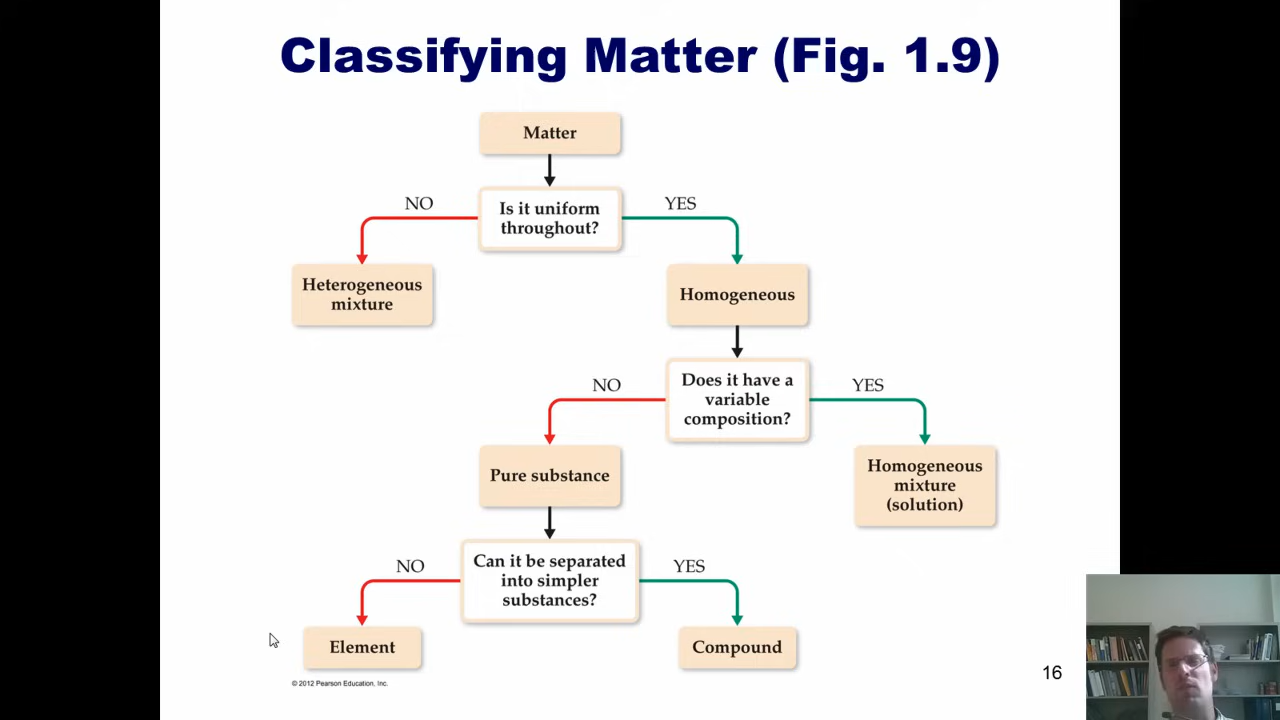 Classifying Matter (Fig. 1.9)
Matter
NO
Is it uniform
throughout?
YES
Heterogeneous
mixture
Homogeneous
NO
Does it have a
variable
composition?
YES
Pure substance
Homogeneous
mixture
(solution)
NO
Can it be separated
into simpler
substances?
YES
Element
Compound
© 2012 Pearson Education, Inc.
16